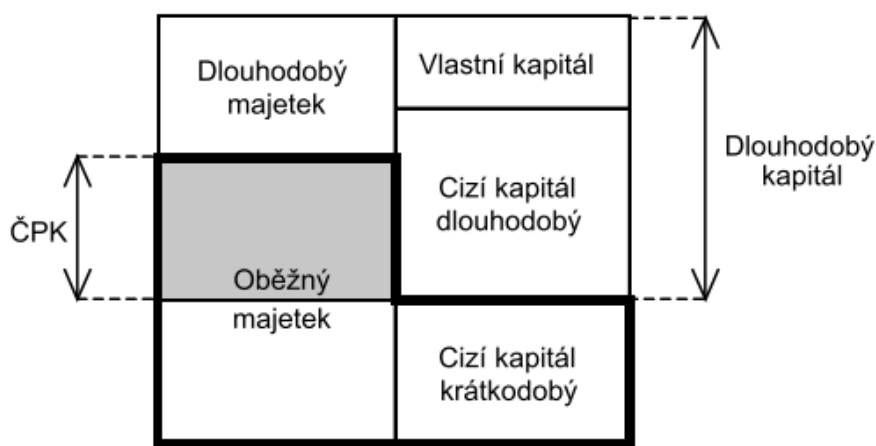 Dlouhodobý
majetek
Vlastní kapitál
Dlouhodobý
kapitál
Cizí kapitál
dlouhodobý
ČPK
Oběžný
majetek
Cizí kapitál
krátkodobý